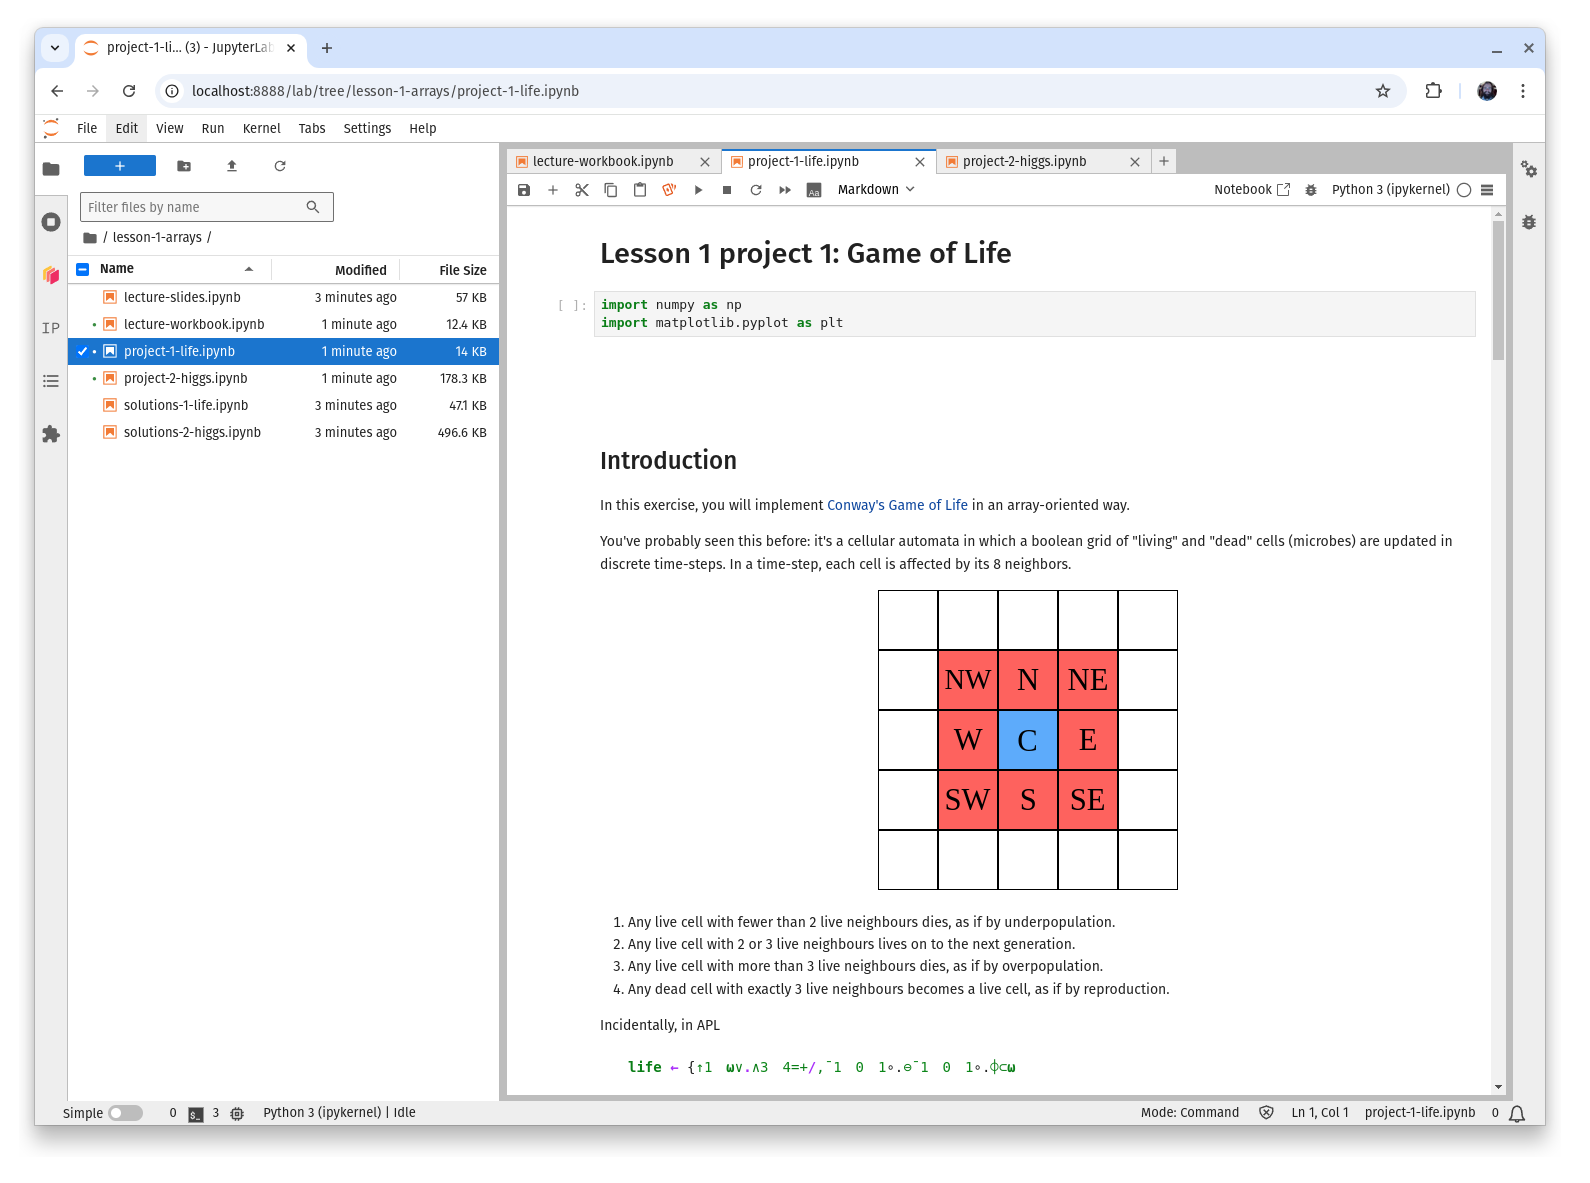 project-1-li... (3) - JupyterLab
localhost:8888/lab/tree/lesson-1-arrays/project-1-life.ipynb
File Edit View Run Kernel Tabs Settings Help
lecture-workbook.ipynb project-1-life.ipynb project-2-higgs.ipynb
Markdown Notebook Python 3 (ipykernel)
Filter files by name
/ lesson-1-arrays /
Name Modified File Size
lecture-slides.ipynb 3 minutes ago 57 KB
lecture-workbook.ipynb 1 minute ago 12.4 KB
project-1-life.ipynb 1 minute ago 14 KB
project-2-higgs.ipynb 1 minute ago 178.3 KB
solutions-1-life.ipynb 3 minutes ago 47.1 KB
solutions-2-higgs.ipynb 3 minutes ago 496.6 KB
IP
Lesson 1 project 1: Game of Life
[ ]: import numpy as np
import matplotlib.pyplot as plt
Introduction
In this exercise, you will implement Conway's Game of Life in an array-oriented way.
You've probably seen this before: it's a cellular automata in which a boolean grid of "living" and "dead" cells (microbes) are updated in
discrete time-steps. In a time-step, each cell is affected by its 8 neighbors.
NW N NE
W C E
SW S SE
1. Any live cell with fewer than 2 live neighbours dies, as if by underpopulation.
2. Any live cell with 2 or 3 live neighbours lives on to the next generation.
3. Any live cell with more than 3 live neighbours dies, as if by overpopulation.
4. Any dead cell with exactly 3 live neighbours becomes a live cell, as if by reproduction.
Incidentally, in APL
life ← {↑1 ⍵∨.∧3 4=+/,¯1 0 1∘.⊖¯1 0 1∘.⌽⊂⍵
Simple 0 3 Python 3 (ipykernel) | Idle Mode: Command Ln 1, Col 1 project-1-life.ipynb 0